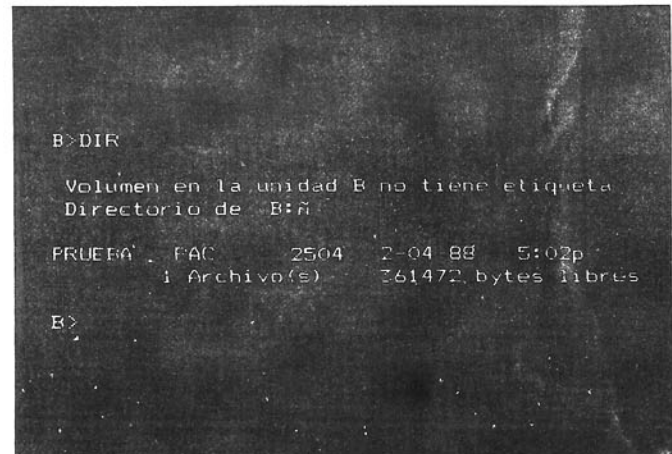 B>DIR
Volumen en la unidad B no tiene etiqueta
Directorio de B:ñ
PRUEBA PAC 2504 2-04-88 5:02p
1 Archivo(s) 361472 bytes libres
B>